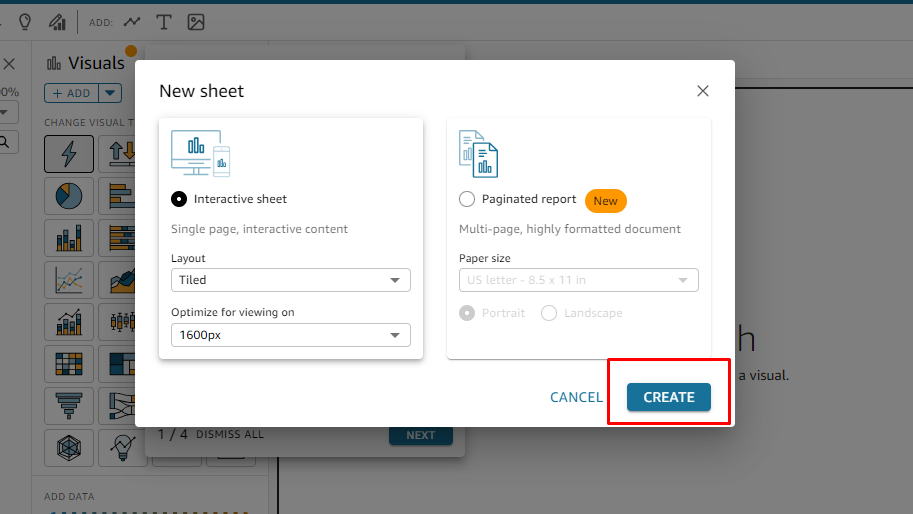 ADD:
Visuals
ADD
CHANGE VISUAL T
New sheet
Interactive sheet
Single page, interactive content
Layout
Tiled
Optimize for viewing on
1600px
Paginated report
New
Multi-page, highly formatted document
Paper size
US letter - 8.5 x 11 in
Portrait
Landscape
CANCEL
CREATE
h
a visual.
1 / 4
DISMISS ALL
NEXT
ADD DATA